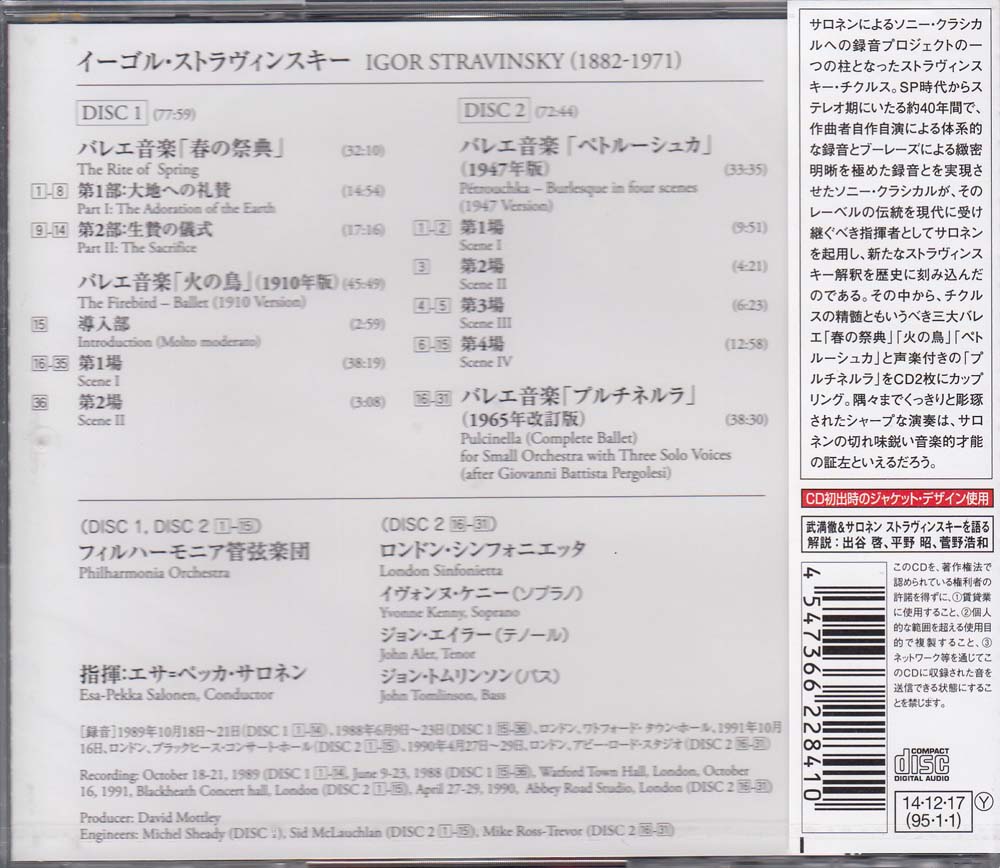 イーゴル・ストラヴィンスキー IGOR STRAVINSKY (1882-1971)
DISC 1 (77:59)
バレエ音楽「春の祭典」 (32:10)
The Rite of Spring
1-8 第1部:大地への礼賛 (14:54)
Part I: The Adoration of the Earth
9-14 第2部:生贄の儀式 (17:16)
Part II: The Sacrifice
バレエ音楽「火の鳥」(1910年版) (45:49)
The Firebird – Ballet (1910 Version)
15 導入部 (2:59)
Introduction (Molto moderato)
16-35 第1場 (38:19)
Scene I
36 第2場 (3:08)
Scene II
DISC 2 (72:44)
バレエ音楽「ペトルーシュカ」
(1947年版) (33:35)
Pétrouchka – Burlesque in four scenes
(1947 Version)
1-2 第1場 (9:51)
Scene I
3 第2場 (4:21)
Scene II
4-5 第3場 (6:23)
Scene III
6-15 第4場 (12:58)
Scene IV
16-31 バレエ音楽「プルチネルラ」
(1965年改訂版) (38:30)
Pulcinella (Complete Ballet)
for Small Orchestra with Three Solo Voices
(after Giovanni Battista Pergolesi)
(DISC 1, DISC 2 1-15)
フィルハーモニア管弦楽団
Philharmonia Orchestra
指揮:エサ=ペッカ・サロネン
Esa-Pekka Salonen, Conductor
(DISC 2 16-31)
ロンドン・シンフォニエッタ
London Sinfonietta
イヴォンヌ・ケニー(ソプラノ)
Yvonne Kenny, Soprano
ジョン・エイラー(テノール)
John Aler, Tenor
ジョン・トムリンソン(バス)
John Tomlinson, Bass
[録音]1989年10月18日~21日(DISC 1 1-14)、1988年6月9日~23日(DISC 1 15-36)、ロンドン、ワトフォード・タウン・ホール、1991年10月
16日、ロンドン、ブラックヒース・コンサート・ホール(DISC 2 1-15)、1990年4月27日~29日、ロンドン、アビー・ロード・スタジオ(DISC 2 16-31)
Recording: October 18-21, 1989 (DISC 1 1-14, June 9-23, 1988 (DISC 1 15-36), Watford Town Hall, London, October
16, 1991, Blackheath Concert hall, London (DISC 2 1-15), April 27-29, 1990, Abbey Road Studio, London (DISC 2 16-31)
Producer: David Mottley
Engineers: Michel Sheady (DISC 1), Sid McLauchlan (DISC 2 1-15), Mike Ross-Trevor (DISC 2 16-31)
サロネンによるソニー・クラシカ
ルへの録音プロジェクトの一
つの柱となったストラヴィンス
キー・チクルス。SP時代からス
テレオ期にいたる約40年間で、
作曲者自作自演による体系的
な録音とブーレーズによる緻密
明晰を極めた録音とを実現さ
せたソニー・クラシカルが、その
レーベルの伝統を現代に受け
継ぐべき指揮者としてサロネン
を起用し、新たなストラヴィンス
キー解釈を歴史に刻み込んだ
のである。その中から、チクル
スの精髄ともいうべき三大バレ
エ「春の祭典」「火の鳥」「ペト
ルーシュカ」と声楽付きの「プ
ルチネルラ」をCD2枚にカップ
リング。隅々までくっきりと彫琢
されたシャープな演奏は、サロ
ネンの切れ味鋭い音楽的才能
の証左といえるだろう。
CD初出時のジャケット・デザイン使用
武満徹&サロネン ストラヴィンスキーを語る
解説:出谷 啓、平野 昭、菅野浩和
このCDを、著作権法で
認められている権利者の
許諾を得ずに、①賃貸業
に使用すること、②個人
的な範囲を超える使用目
的で複製すること、③
ネットワーク等を通じてこ
のCDに収録された音を
送信できる状態にすること
を禁じます。
4 547366 228410
COMPACT
disc
DIGITAL AUDIO
14・12・17
(95・1・1)
Y